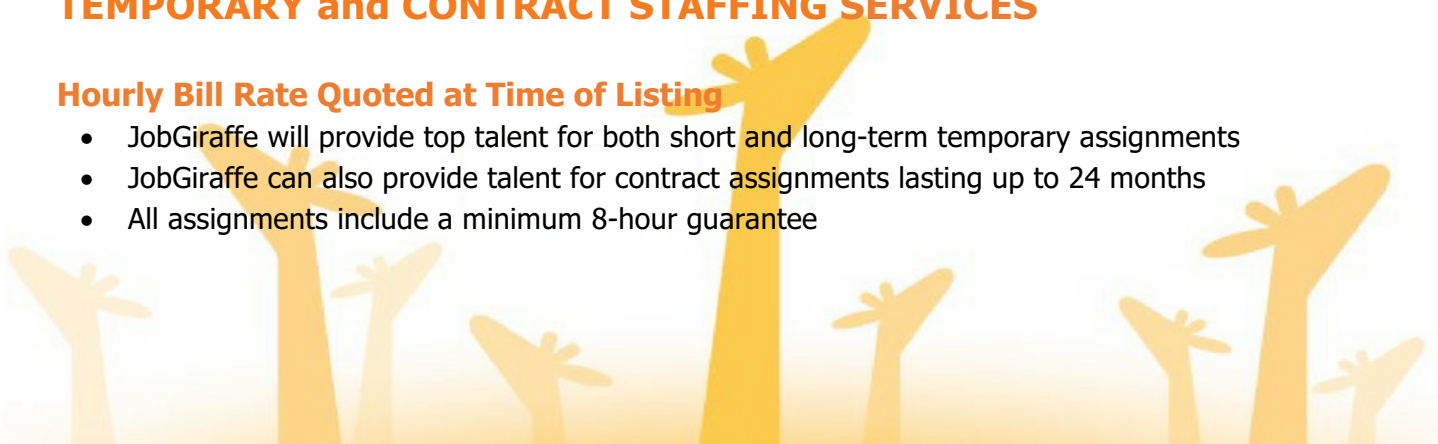 TEMPORARY and CONTRACT STAFFING SERVICES
Hourly Bill Rate Quoted at Time of Listing
• JobGiraffe will provide top talent for both short and long-term temporary assignments
• JobGiraffe can also provide talent for contract assignments lasting up to 24 months
• All assignments include a minimum 8-hour guarantee